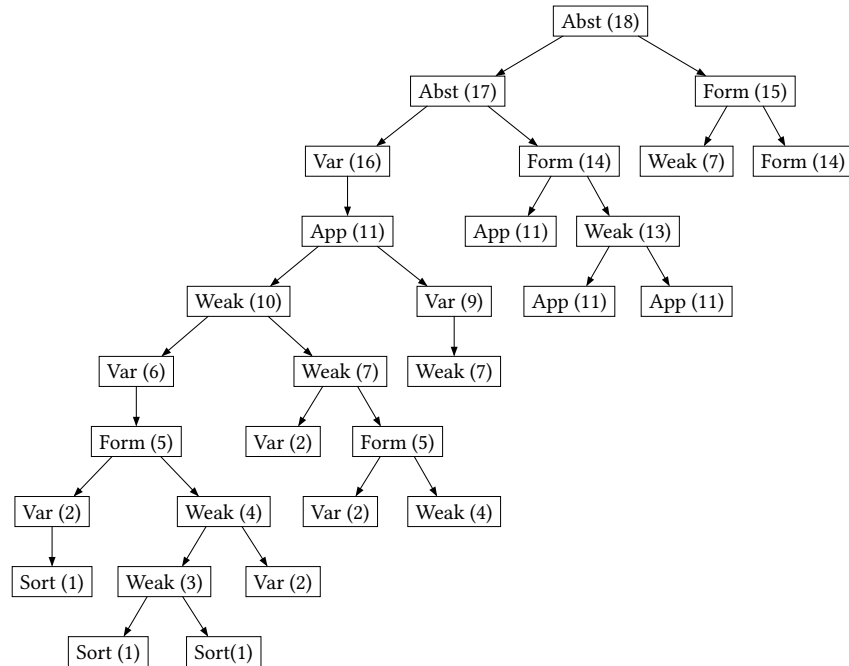 Abst (18)
Abst (17)
Form (15)
Var (16)
Form (14)
Weak (7)
Form (14)
App (11)
App (11)
Weak (13)
Weak (10)
Var (9)
App (11)
App (11)
Var (6)
Weak (7)
Weak (7)
Form (5)
Var (2)
Form (5)
Var (2)
Weak (4)
Var (2)
Weak (4)
Sort (1)
Weak (3)
Var (2)
Sort (1)
Sort(1)